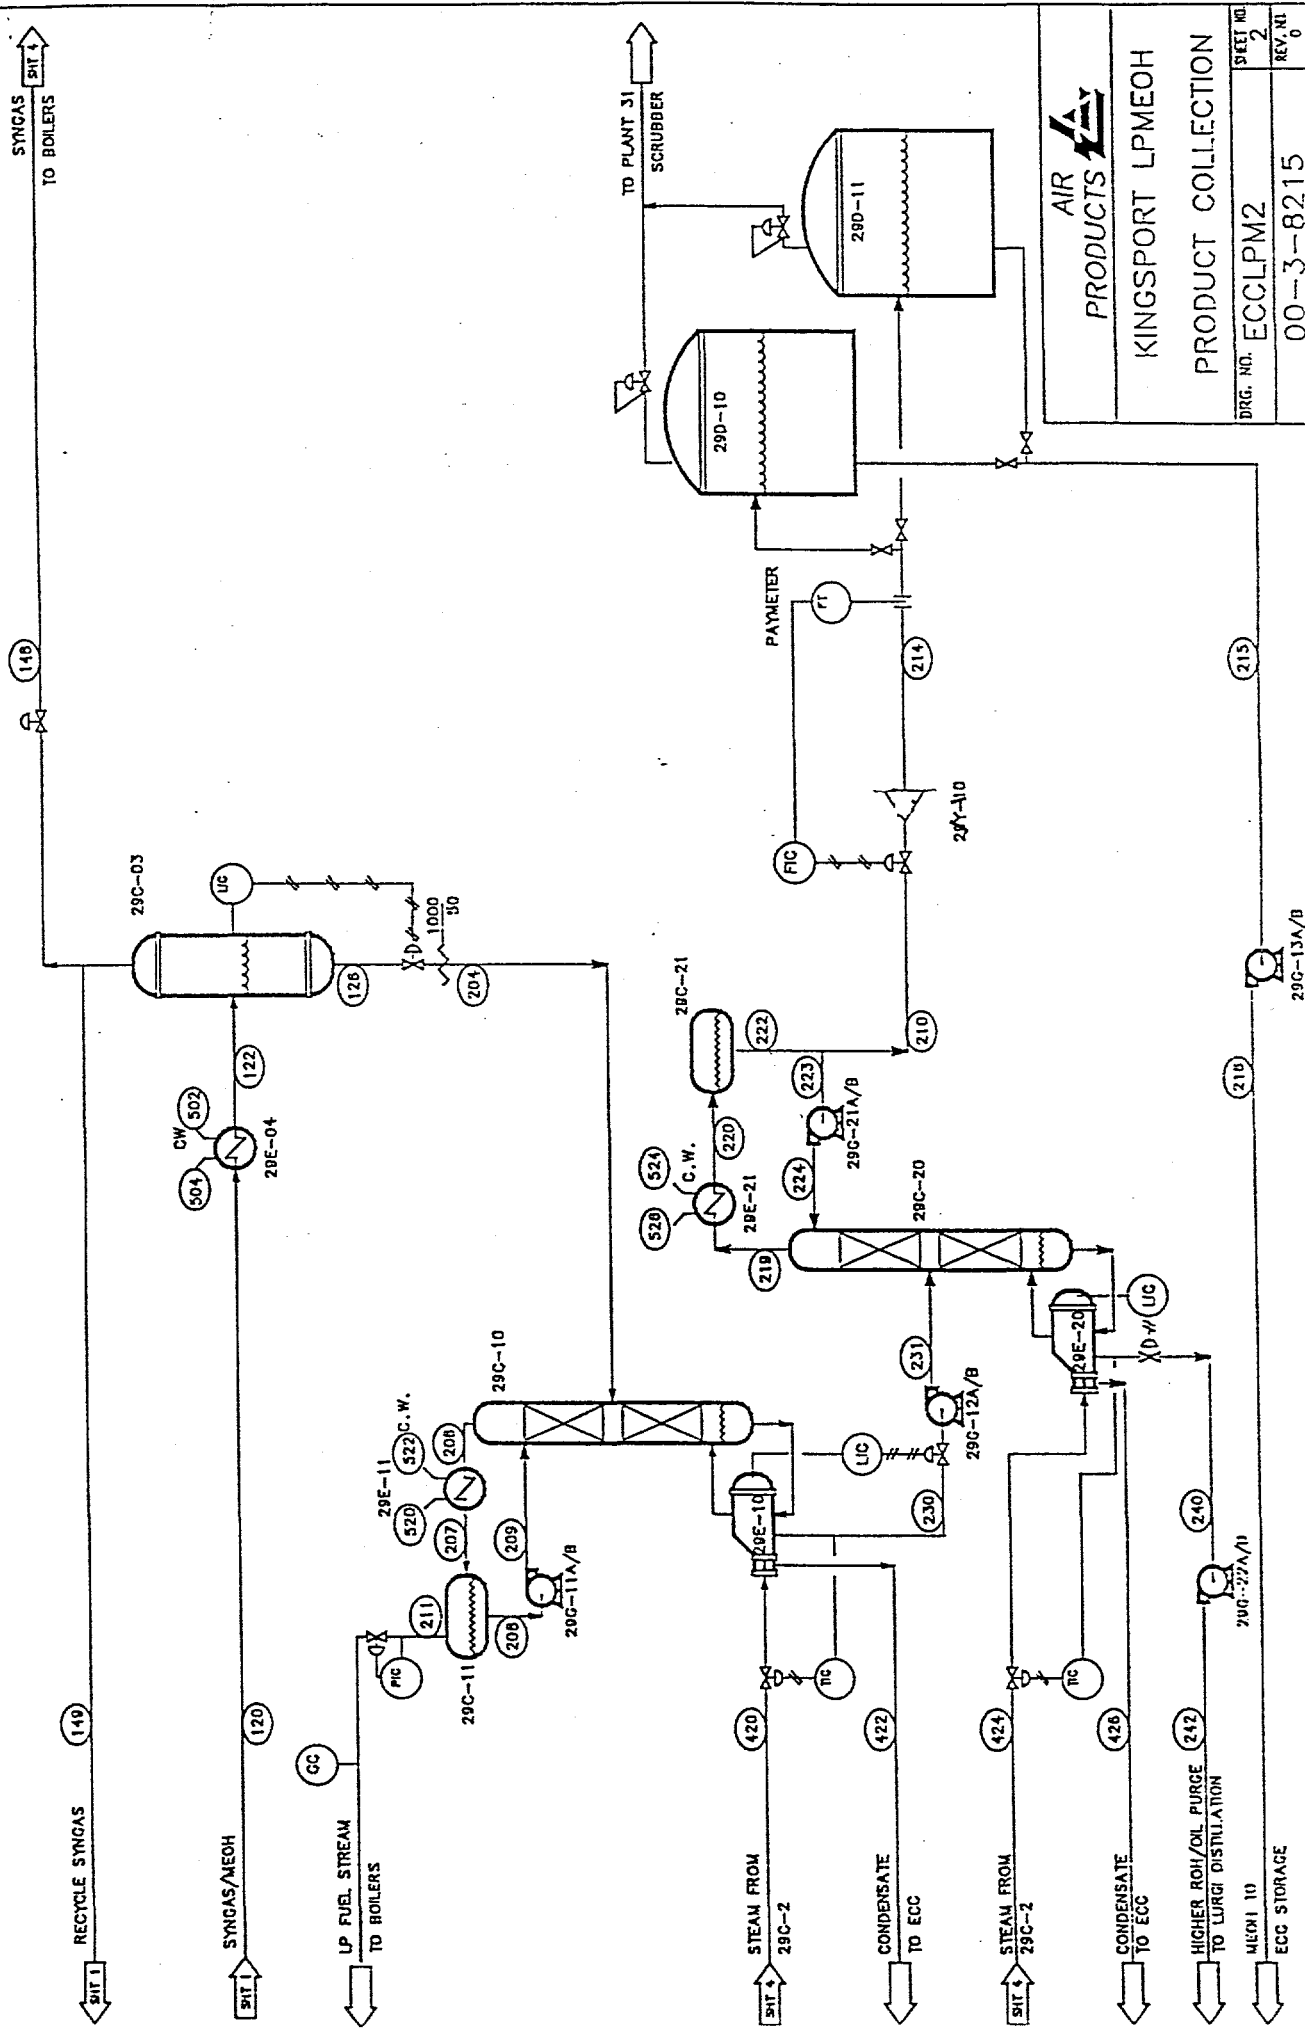 SYNGAS
TO BOILERS
SHT 4
148
29C-03
LIC
126
1000
50
204
122
CW
502
504
29E-04
RECYCLE SYNGAS
149
SHT 1
SYNGAS/MEOH
120
SHT 1
LP FUEL STREAM
TO BOILERS
GC
PIC
211
29C-11
207
208
209
29G-11A/B
29E-11
520
522
C.W.
206
29C-10
29E-10
LIC
230
TIC
STEAM FROM
29C-2
SHT 4
420
CONDENSATE
TO ECC
422
29G-12A/B
231
29C-20
219
29E-21
C.W.
524
528
220
29C-21
222
223
29G-21A/B
224
210
29E-20
LIC
TIC
STEAM FROM
29C-2
SHT 4
424
CONDENSATE
TO ECC
426
HIGHER ROH/OIL PURGE
TO LURGI DISTILLATION
242
240
29G-22A/B
MEOH TO
ECC STORAGE
218
29G-13A/B
215
FIC
29Y-10
214
PAYMETER
FT
29D-10
29D-11
TO PLANT 31
SCRUBBER
AIR
PRODUCTS
KINGSPORT LPMEOH
PRODUCT COLLECTION
DRG. NO. ECCLPM2
SHEET NO.
2
00-3-8215
REV. NO.
0